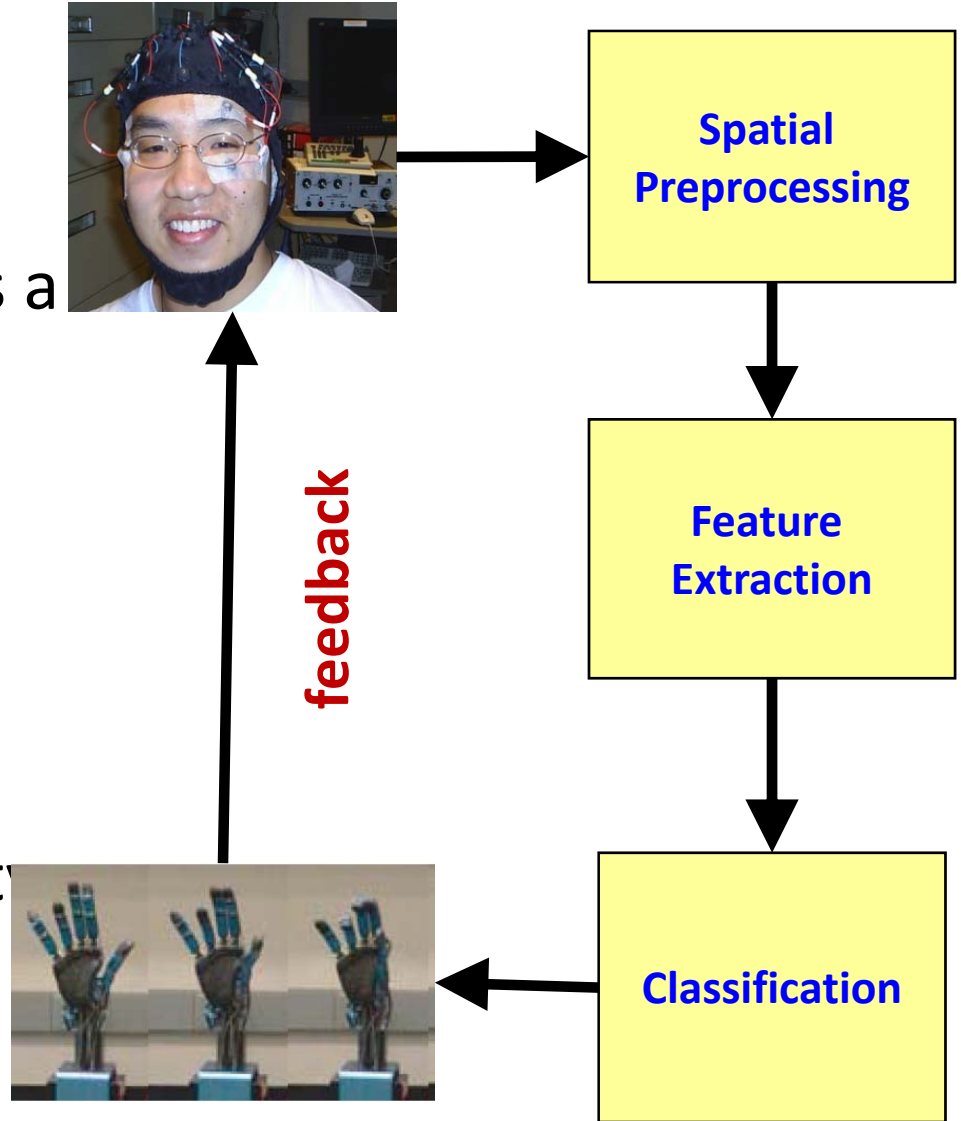 Spatial
Preprocessing
s a
Feature
Extraction
feedback
Classification